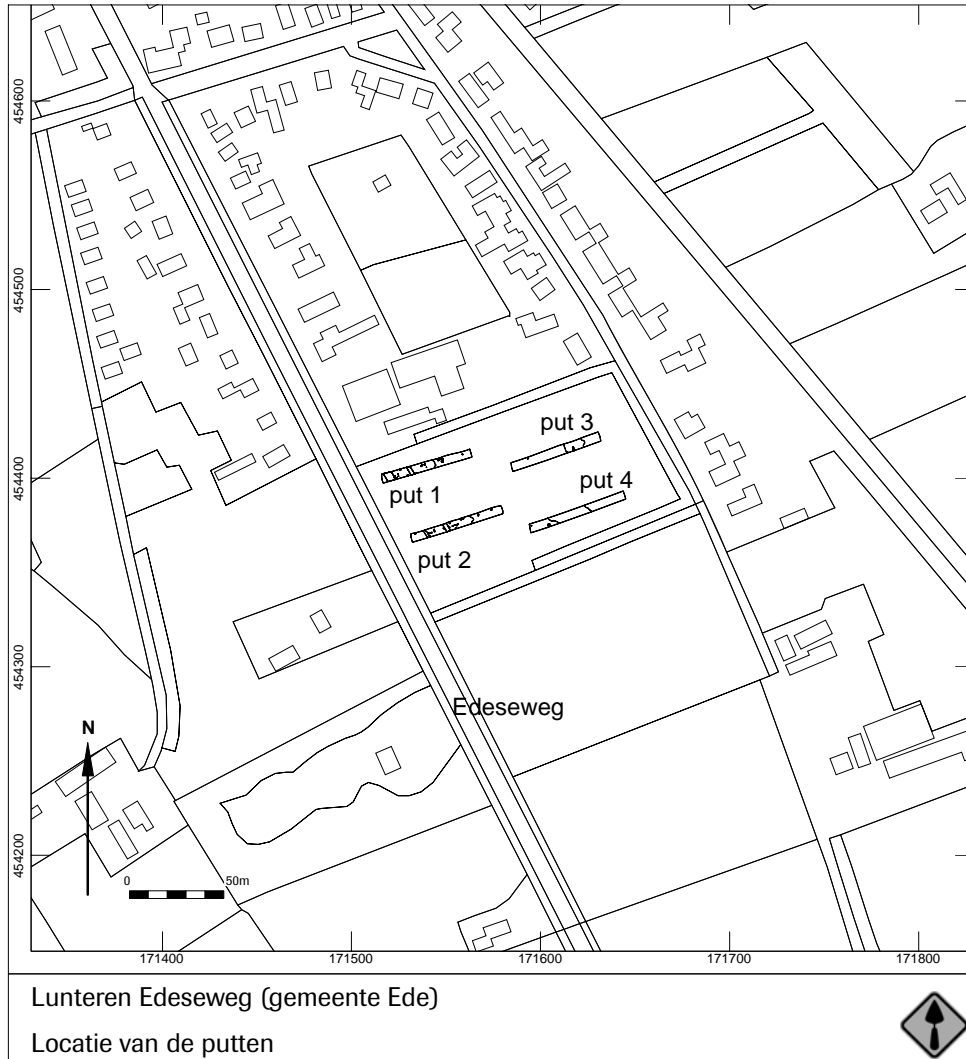 454600
454500
454400
454300
454200
put 3
put 1
put 4
put 2
Edeseweg
N
0 50m
171400 171500 171600 171700 171800
Lunteren Edeseweg (gemeente Ede)
Locatie van de putten